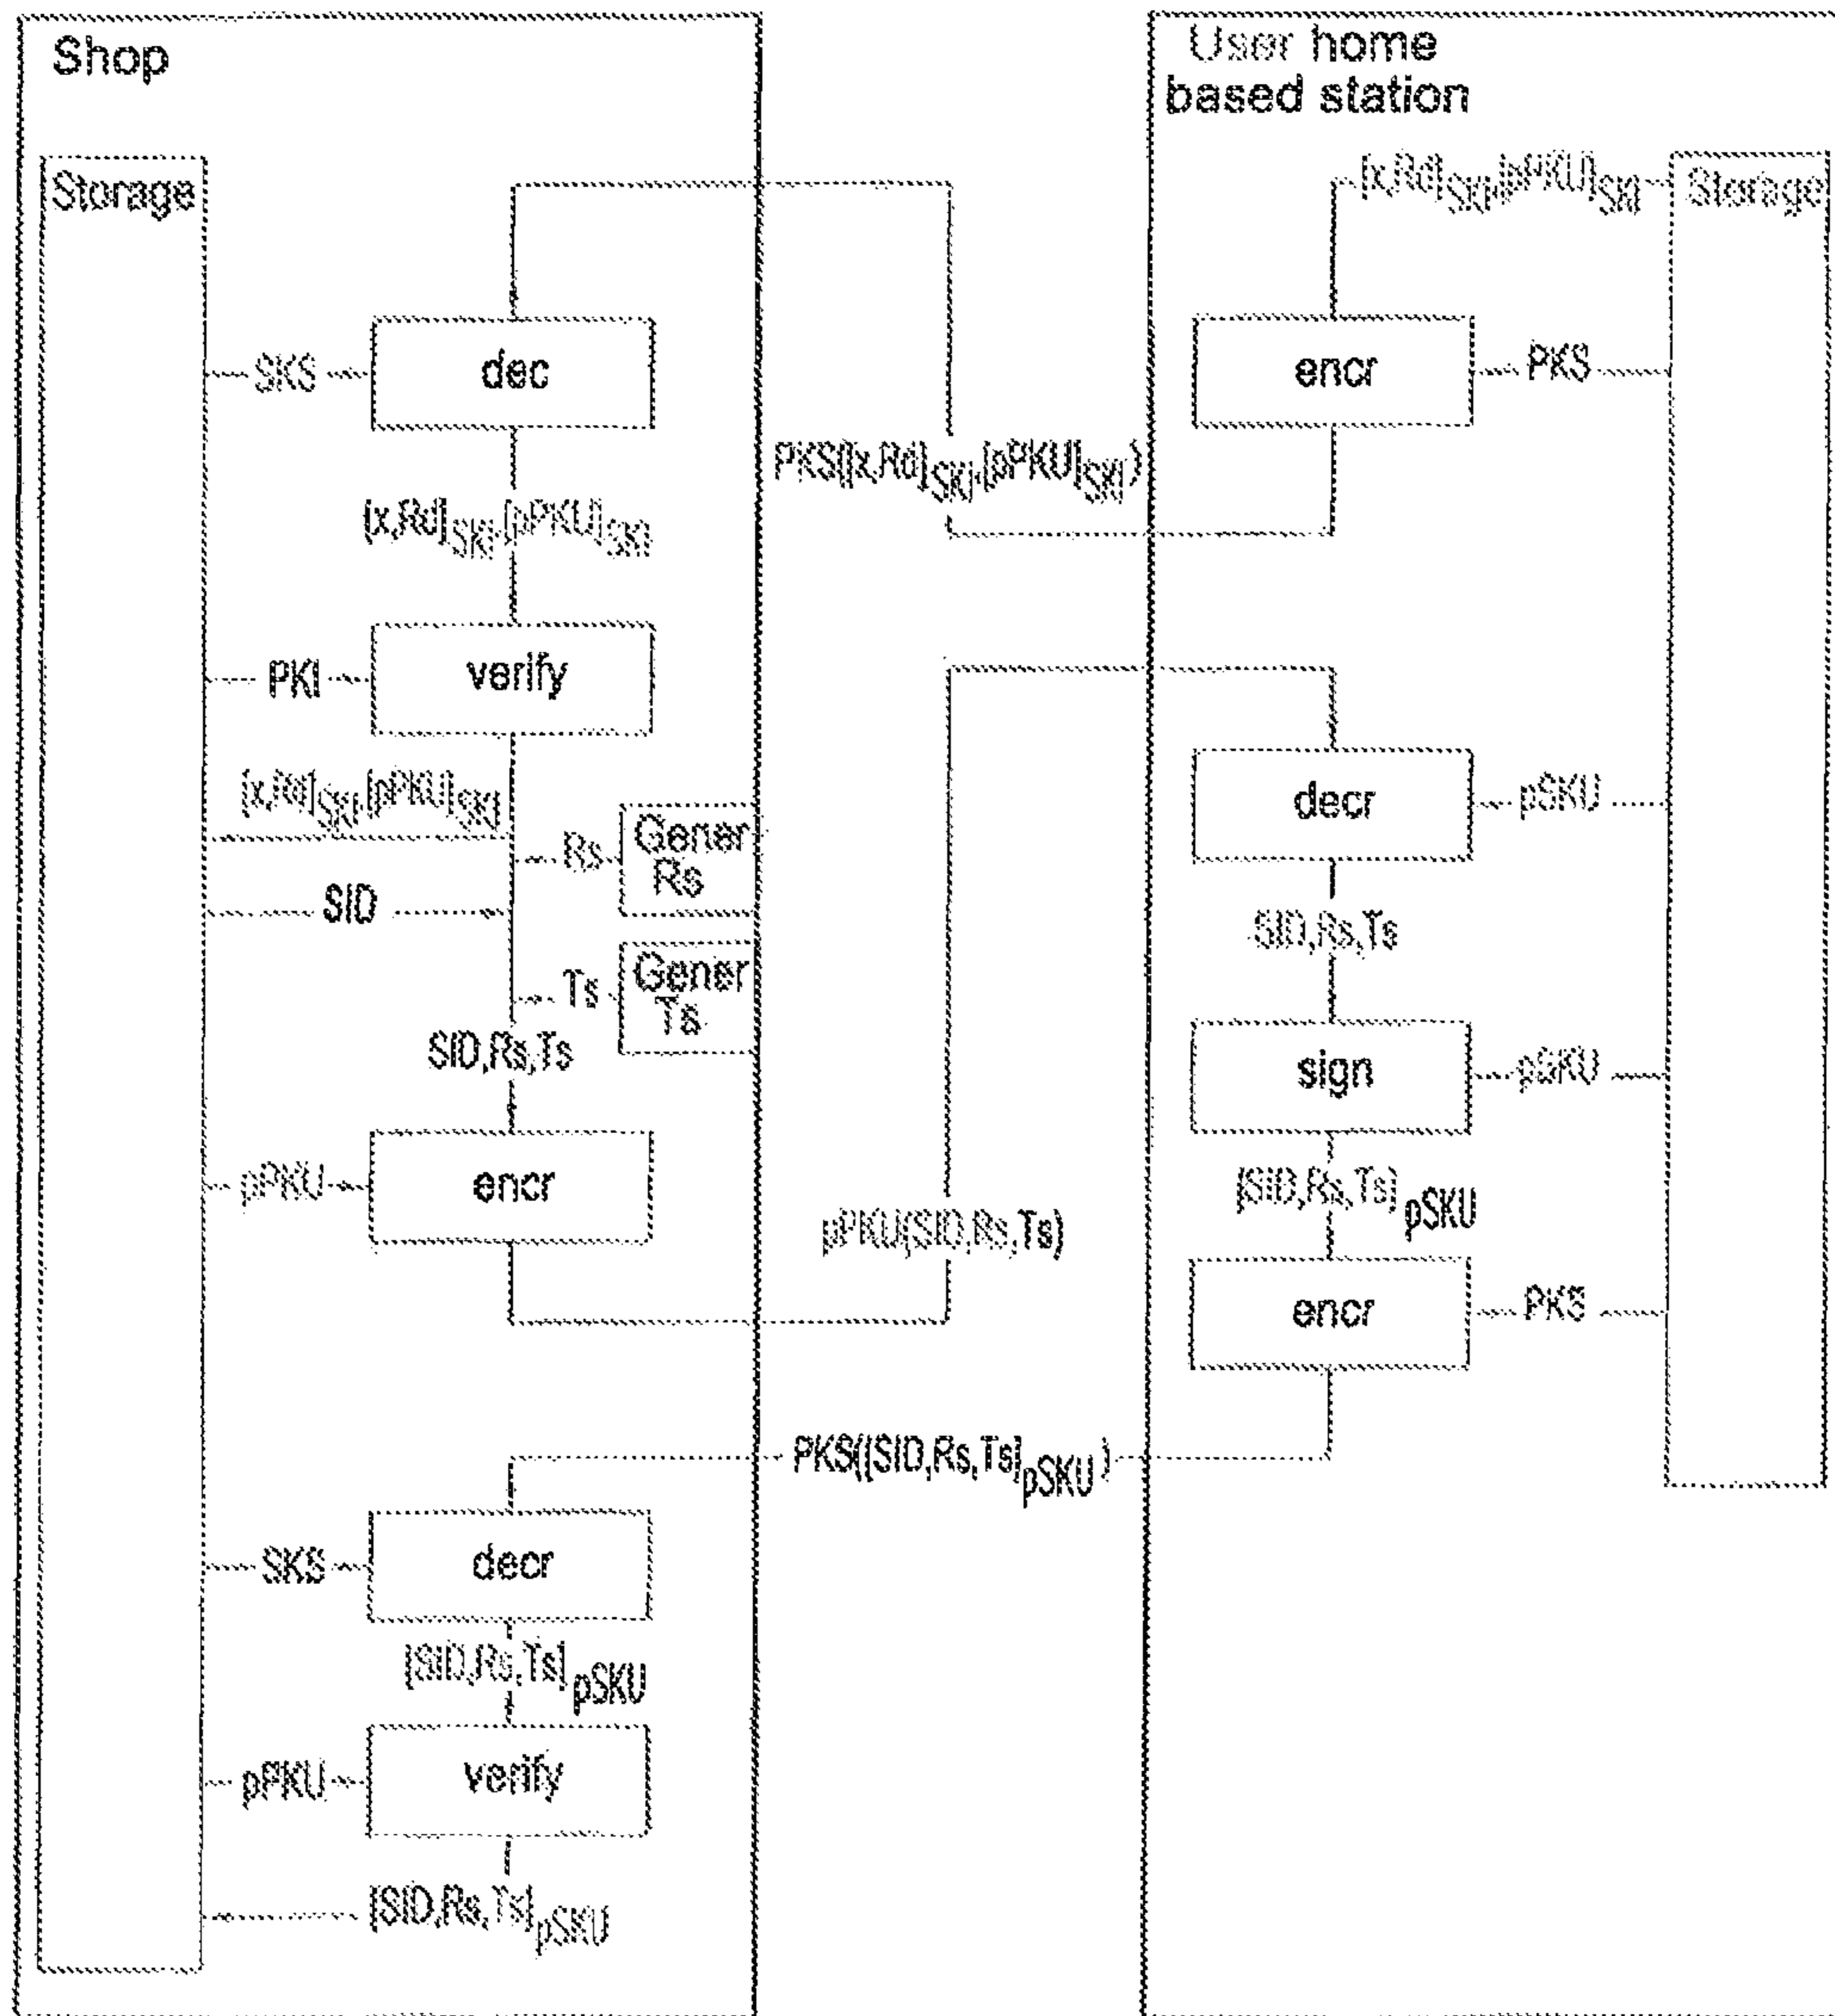 Shop
Storage
SKS
dec
[x,Rd]SKI,[pPKU]SKI
PKI
verify
[x,Rd]SKI,[pPKU]SKI
Rs
Gener
Rs
SID
Ts
Gener
Ts
SID,Rs,Ts
pPKU
encr
SKS
decr
[SID,Rs,Ts]pSKU
pPKU
verify
[SID,Rs,Ts]pSKU
PKS([x,Rd]SKI,[pPKU]SKI)
pPKU(SID,Rs,Ts)
PKS([SID,Rs,Ts]pSKU)
User home
based station
[x,Rd]SKI,[pPKU]SKI
Storage
encr
PKS
decr
pSKU
SID,Rs,Ts
sign
pSKU
[SID,Rs,Ts]pSKU
encr
PKS